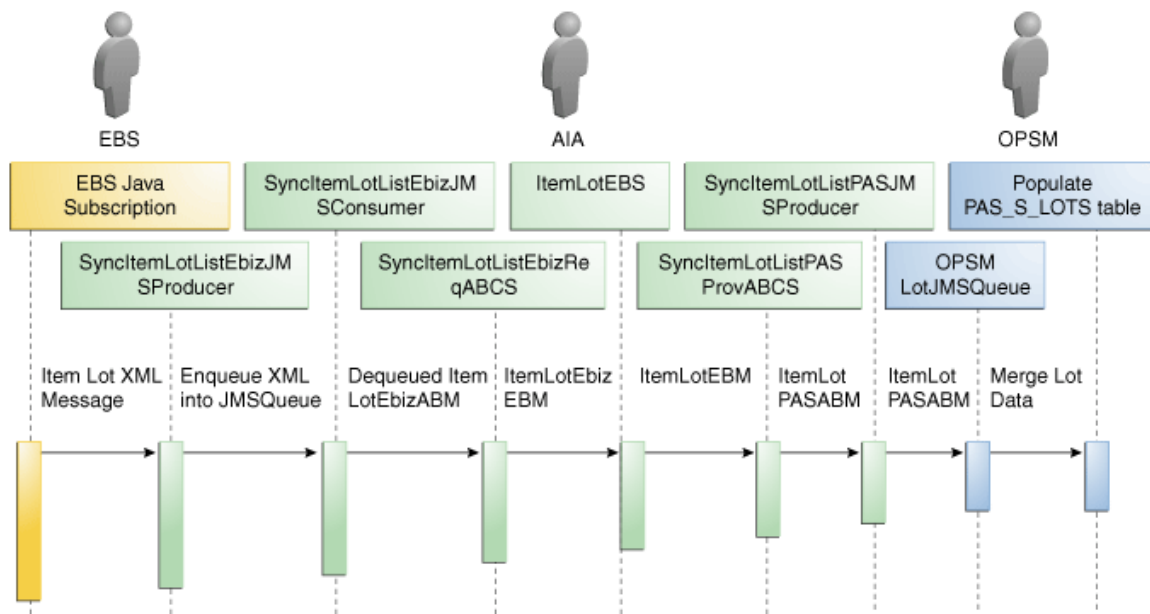 EBS
AIA
OPSM
EBS Java
Subscription
SyncItemLotListEbizJM
SConsumer
ItemLotEBS
SyncItemLotListPASJM
SProducer
Populate
PAS_S_LOTS table
SyncItemLotListEbizJM
SProducer
SyncItemLotListEbizRe
qABCS
SyncItemLotListPAS
ProvABCS
OPSM
LotJMSQueue
Item Lot XML
Message
Enqueue XML
into JMSQueue
Dequeued Item
LotEbizABM
ItemLotEbiz
EBM
ItemLotEBM
ItemLot
PASABM
ItemLot
PASABM
Merge Lot
Data